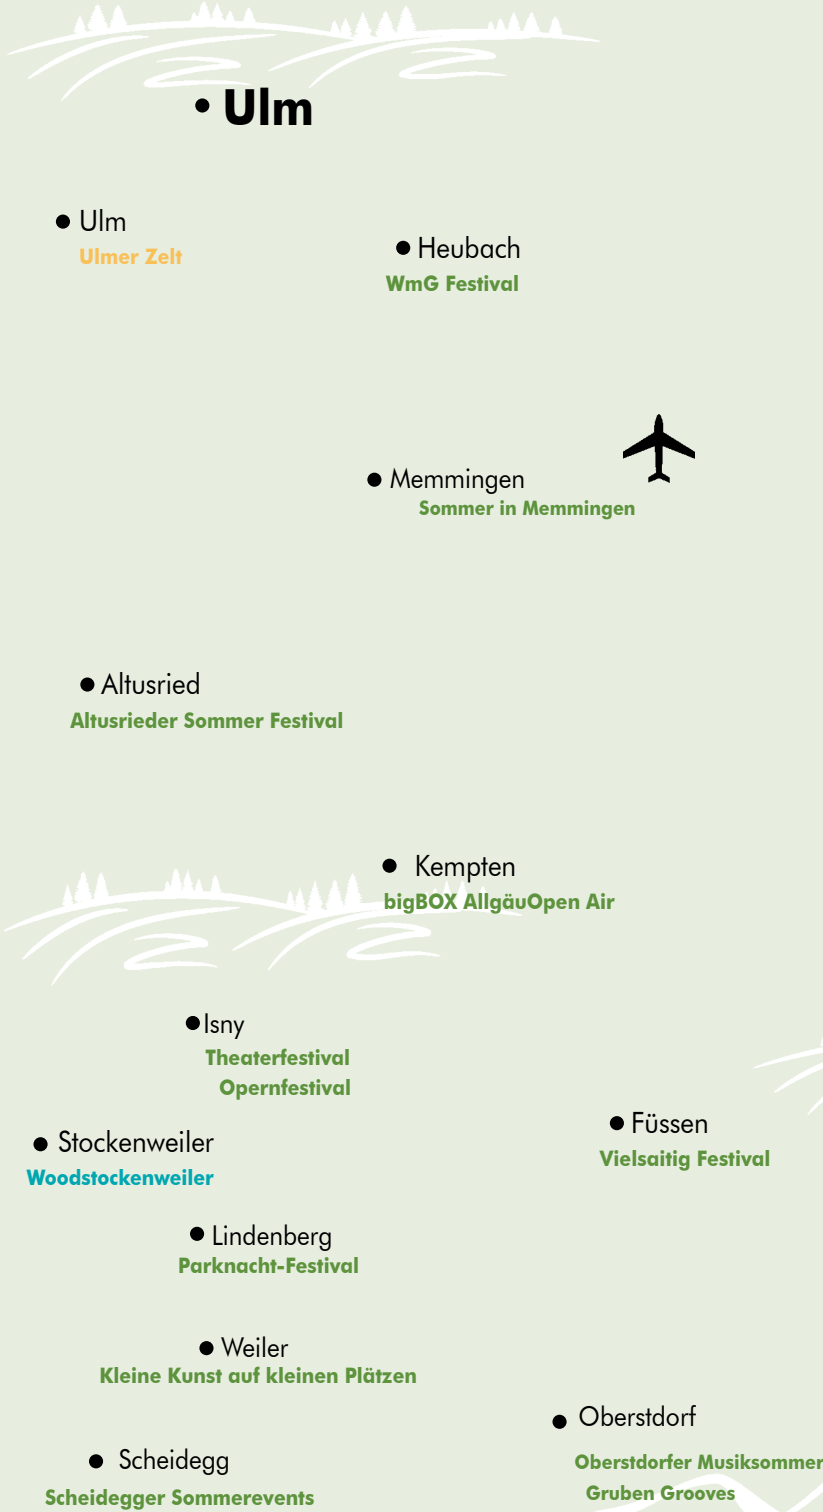 Ulm
Ulm
Ulmer Zelt
Heubach
WmG Festival
Memmingen
Sommer in Memmingen
Altusried
Altusrieder Sommer Festival
Kempten
bigBOX AllgäuOpen Air
Isny
Theaterfestival
Opernfestival
Füssen
Vielsaitig Festival
Stockenweiler
Woodstockenweiler
Lindenberg
Parknacht-Festival
Weiler
Kleine Kunst auf kleinen Plätzen
Oberstdorf
Oberstdorfer Musiksommer
Gruben Grooves
Scheidegg
Scheidegger Sommerevents